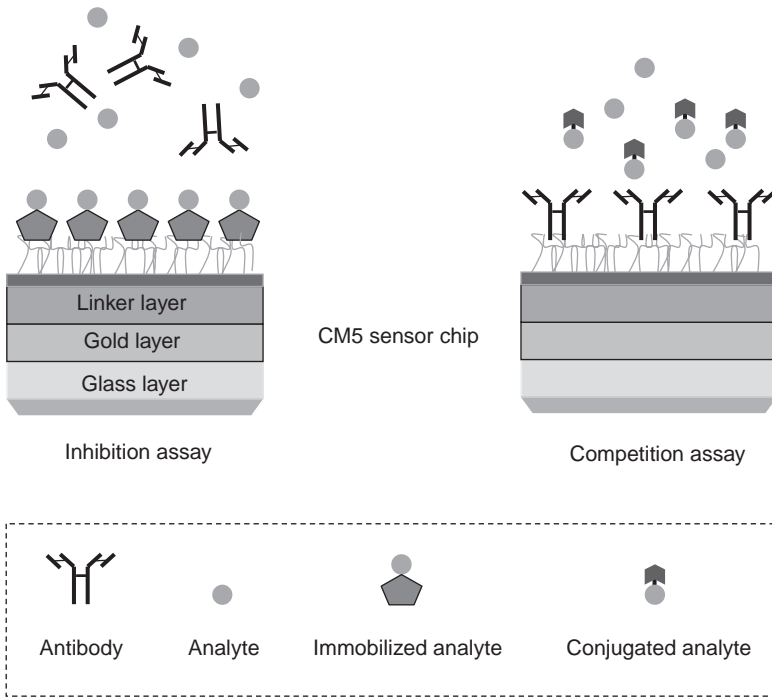 Linker layer
Gold layer
Glass layer
CM5 sensor chip
Inhibition assay
Competition assay
Antibody
Analyte
Immobilized analyte
Conjugated analyte